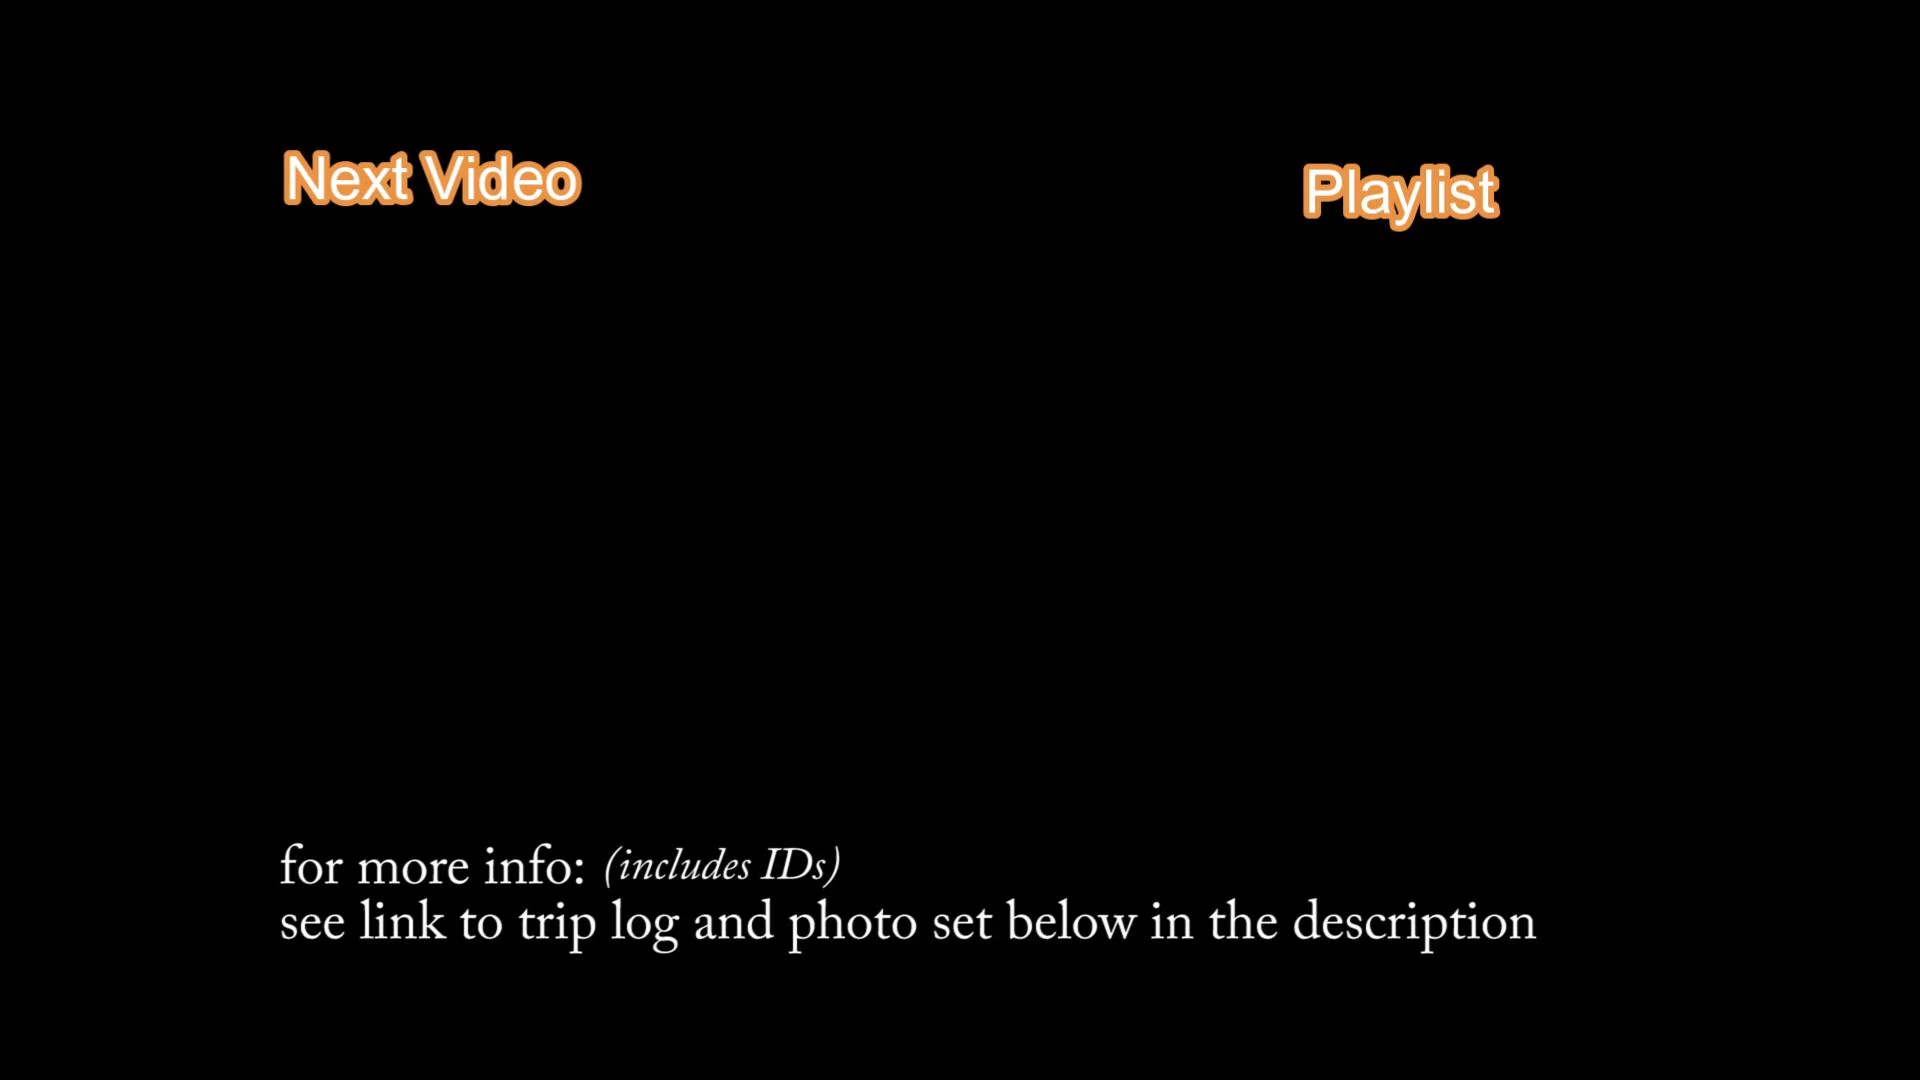 Next Video
Playlist
for more info: (includes IDs)
see link to trip log and photo set below in the description